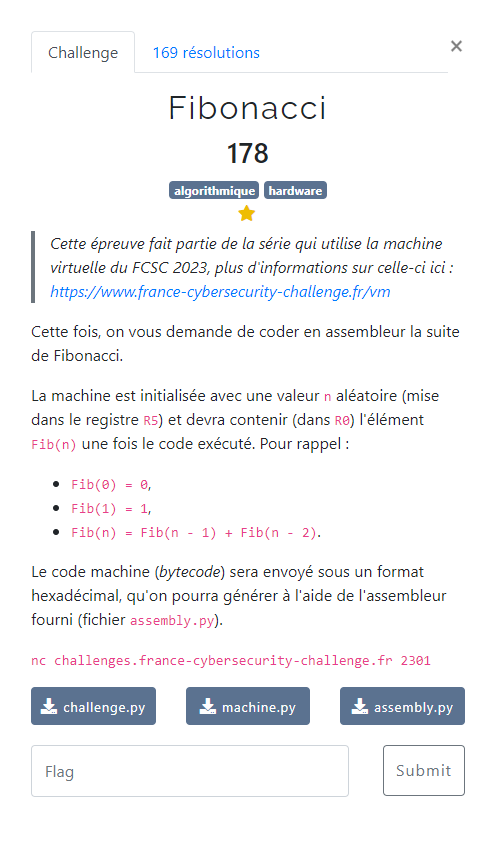 Challenge 169 résolutions ×
Fibonacci
178
algorithmique hardware
Cette épreuve fait partie de la série qui utilise la machine
virtuelle du FCSC 2023, plus d'informations sur celle-ci ici :
https://www.france-cybersecurity-challenge.fr/vm
Cette fois, on vous demande de coder en assembleur la suite
de Fibonacci.
La machine est initialisée avec une valeur n aléatoire (mise
dans le registre R5) et devra contenir (dans R0) l'élément
Fib(n) une fois le code exécuté. Pour rappel :
• Fib(0) = 0,
• Fib(1) = 1,
• Fib(n) = Fib(n - 1) + Fib(n - 2).
Le code machine (bytecode) sera envoyé sous un format
hexadécimal, qu'on pourra générer à l'aide de l'assembleur
fourni (fichier assembly.py).
nc challenges.france-cybersecurity-challenge.fr 2301
challenge.py machine.py assembly.py
Flag Submit